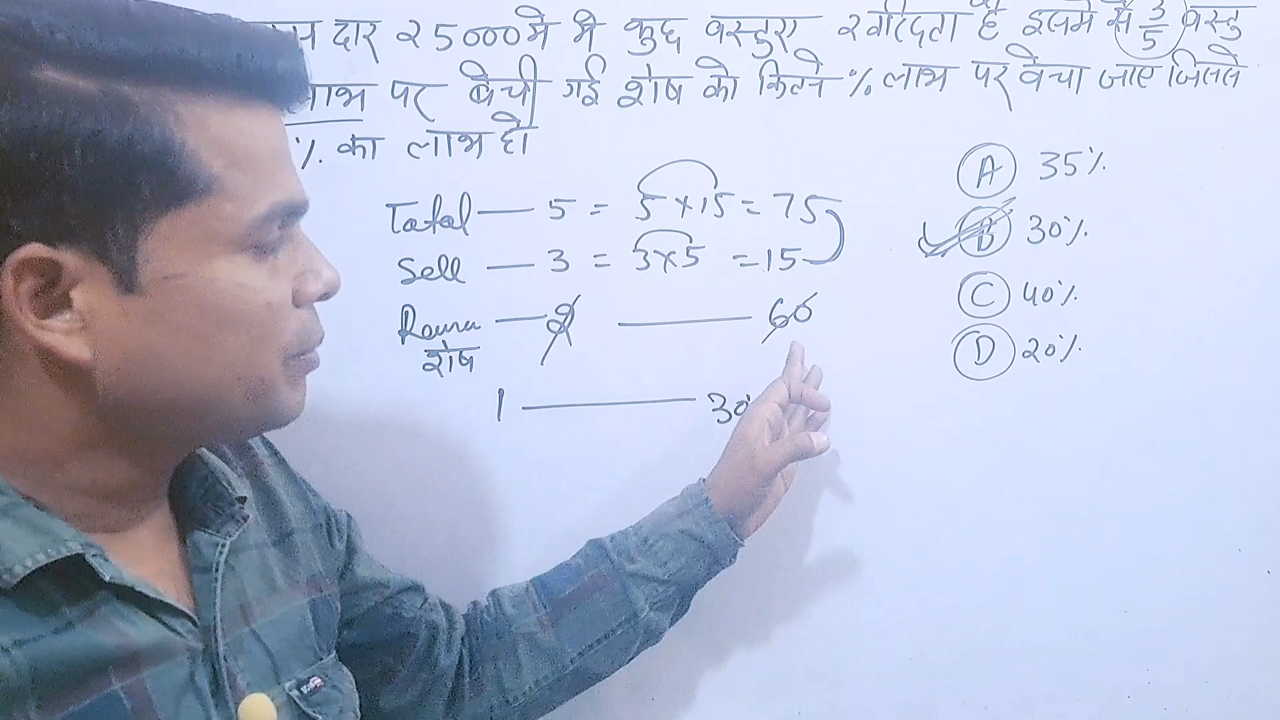 दार 25000 मे मे कुछ वस्तुए खरीदता है इसमे से 3/5 वस्तु
लाभ पर बेची गई शेष को कितने % लाभ पर बेचा जाए जिससे
% का लाभ हो
Total — 5 = 5×15 = 75
Sell — 3 = 3×5 = 15
— 2 — 60
शेष
1 — 30
A 35%
B 30%
C 40%
D 20%